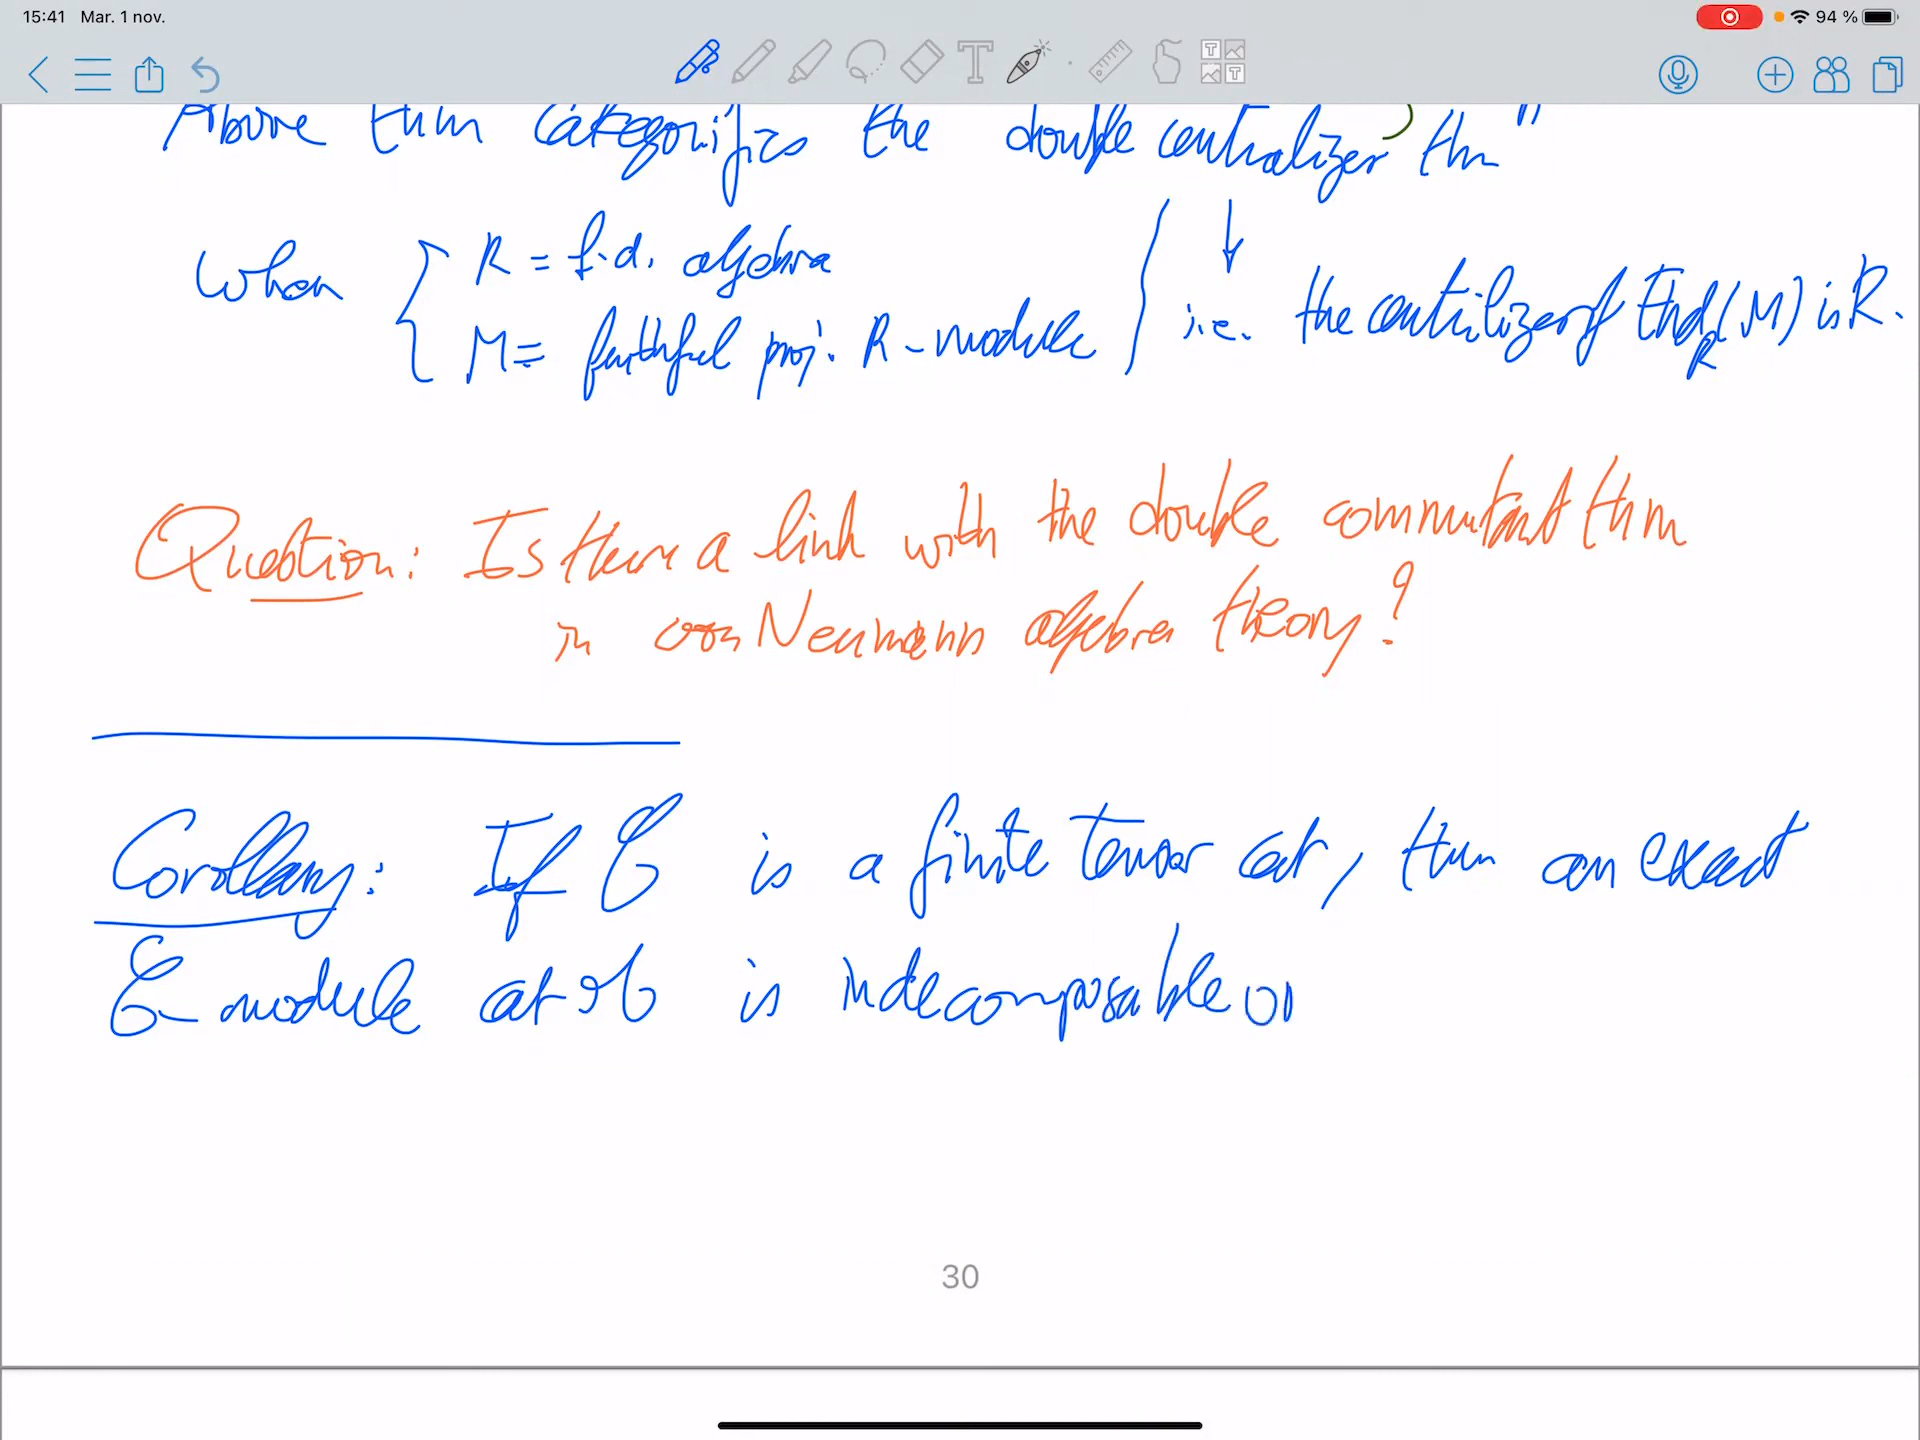 15:41 Mar. 1 nov. 94 %
Above thm categorifies the double centralizer thm"
When { R = f.d. algebra
M = faithful proj. R-module } i.e. the centralizer of End_R(M) is R.
Question: Is there a link with the double commutant thm
in von Neumann algebra theory?
Corollary: If C is a finite tensor cat, then an exact
C-module cat M is indecomposable
30